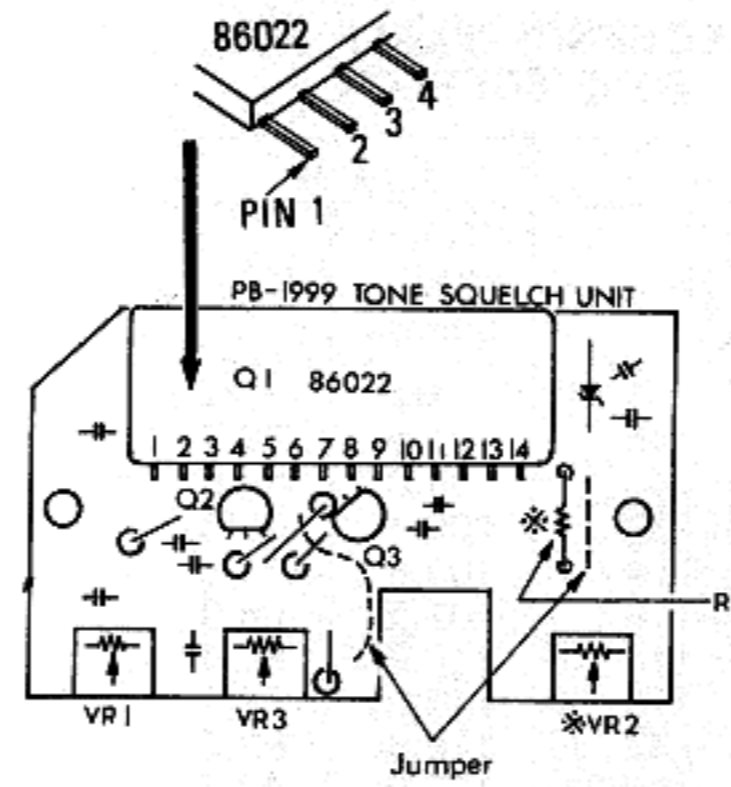 86022
4
3
2
PIN 1
PB-1999 TONE SQUELCH UNIT
Q1 86022
1 2 3 4 5 6 7 8 9 10 11 12 13 14
Q2
※
Q3
R
VR1
VR3
※VR2
Jumper